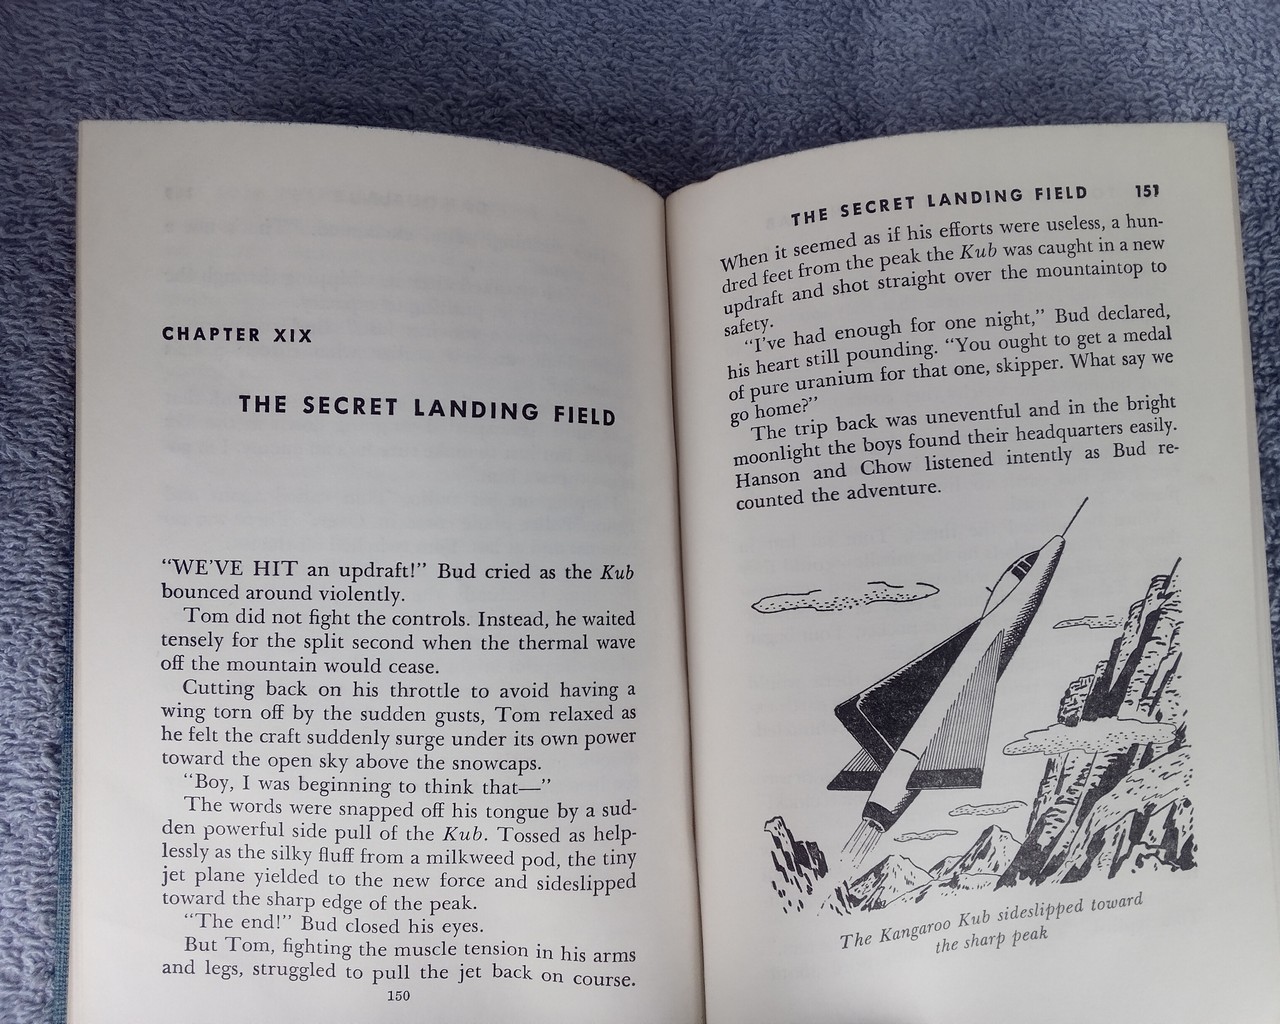 CHAPTER XIX
THE SECRET LANDING FIELD
“WE’VE HIT an updraft!” Bud cried as the Kub
bounced around violently.
Tom did not fight the controls. Instead, he waited
tensely for the split second when the thermal wave
off the mountain would cease.
Cutting back on his throttle to avoid having a
wing torn off by the sudden gusts, Tom relaxed as
he felt the craft suddenly surge under its own power
toward the open sky above the snowcaps.
“Boy, I was beginning to think that—”
The words were snapped off his tongue by a sud-
den powerful side pull of the Kub. Tossed as help-
lessly as the silky fluff from a milkweed pod, the tiny
jet plane yielded to the new force and sideslipped
toward the sharp edge of the peak.
“The end!” Bud closed his eyes.
But Tom, fighting the muscle tension in his arms
and legs, struggled to pull the jet back on course.
150
THE SECRET LANDING FIELD 151
When it seemed as if his efforts were useless, a hun-
dred feet from the peak the Kub was caught in a new
updraft and shot straight over the mountaintop to
safety.
“I’ve had enough for one night,” Bud declared,
his heart still pounding. “You ought to get a medal
of pure uranium for that one, skipper. What say we
go home?”
The trip back was uneventful and in the bright
moonlight the boys found their headquarters easily.
Hanson and Chow listened intently as Bud re-
counted the adventure.
The Kangaroo Kub sideslipped toward
the sharp peak